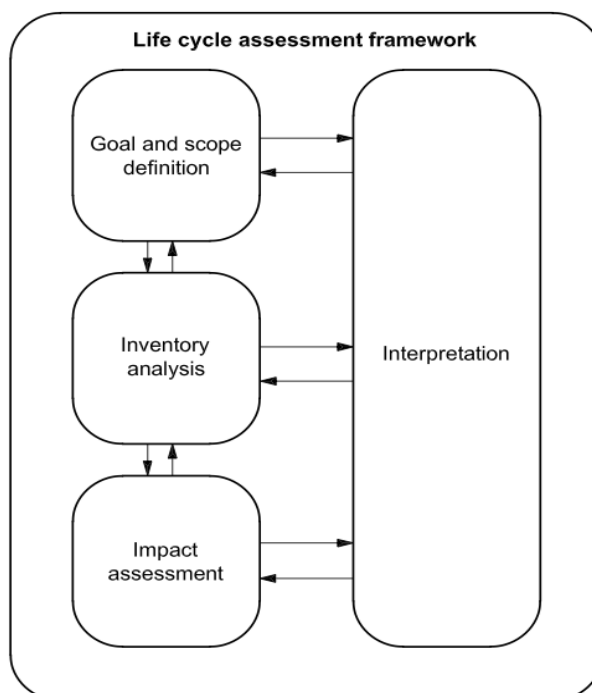 Life cycle assessment framework
Goal and scope
definition
Inventory
analysis
Interpretation
Impact
assessment